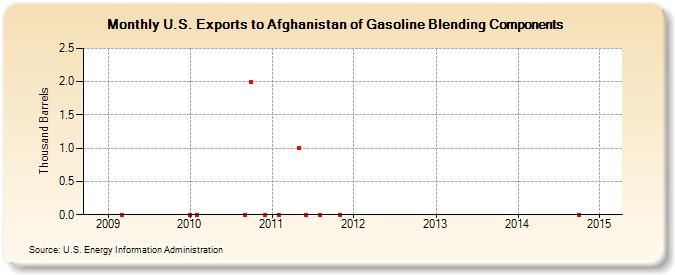 Monthly U.S. Exports to Afghanistan of Gasoline Blending Components
Thousand Barrels
2.5
2.0
1.5
1.0
0.5
0.0
2009 2010 2011 2012 2013 2014 2015
Source: U.S. Energy Information Administration